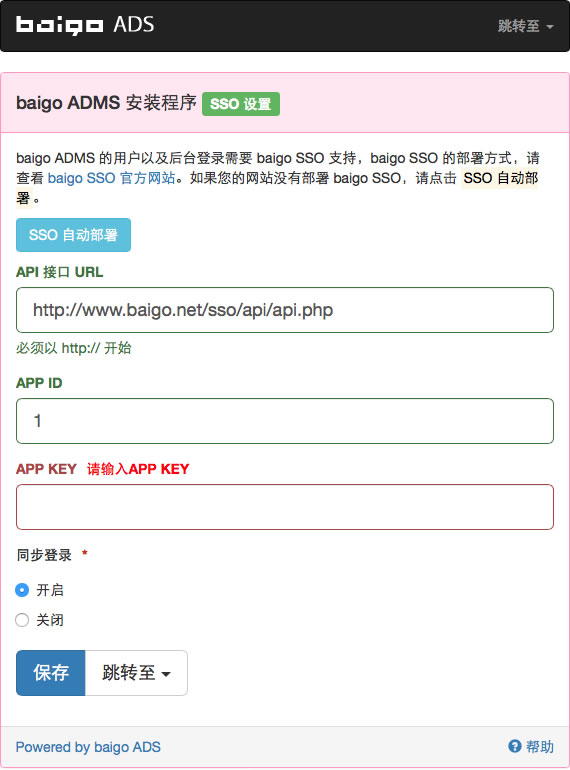 baigo ADS
跳转至
baigo ADMS 安装程序 SSO 设置
baigo ADMS 的用户以及后台登录需要 baigo SSO 支持，baigo SSO 的部署方式，请
查看 baigo SSO 官方网站。如果您的网站没有部署 baigo SSO，请点击 SSO 自动部
署 。
SSO 自动部署
API 接口 URL
http://www.baigo.net/sso/api/api.php
必须以 http:// 开始
APP ID
1
APP KEY 请输入APP KEY
同步登录 *
开启
关闭
保存 跳转至
Powered by baigo ADS
帮助